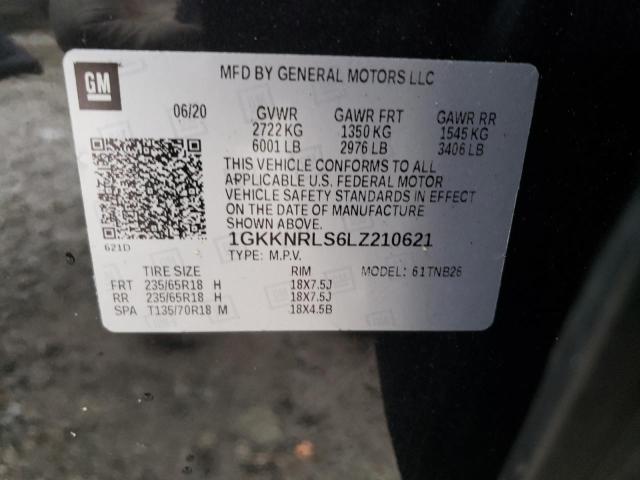 GM
MFD BY GENERAL MOTORS LLC
06/20 GVWR GAWR FRT GAWR RR
2722 KG 1350 KG 1545 KG
6001 LB 2976 LB 3406 LB
THIS VEHICLE CONFORMS TO ALL
APPLICABLE U.S. FEDERAL MOTOR
VEHICLE SAFETY STANDARDS IN EFFECT
ON THE DATE OF MANUFACTURE
SHOWN ABOVE.
621D
1GKKNRLS6LZ210621
TYPE: M.P.V. MODEL: 61TNB26
TIRE SIZE RIM
FRT 235/65R18 H 18X7.5J
RR 235/65R18 H 18X7.5J
SPA T135/70R18 M 18X4.5B